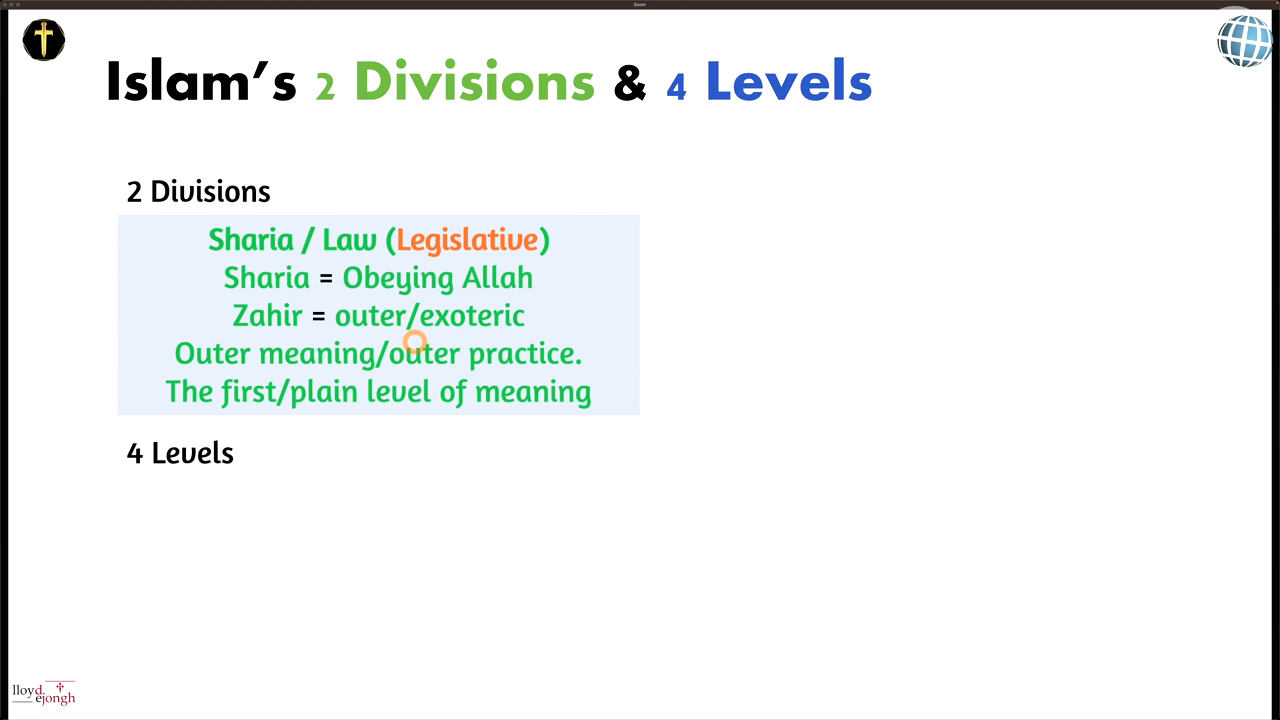 Zoom
Islam's 2 Divisions & 4 Levels
2 Divisions
Sharia / Law (Legislative)
Sharia = Obeying Allah
Zahir = outer/exoteric
Outer meaning/outer practice.
The first/plain level of meaning
4 Levels
lloyd.
ejongh